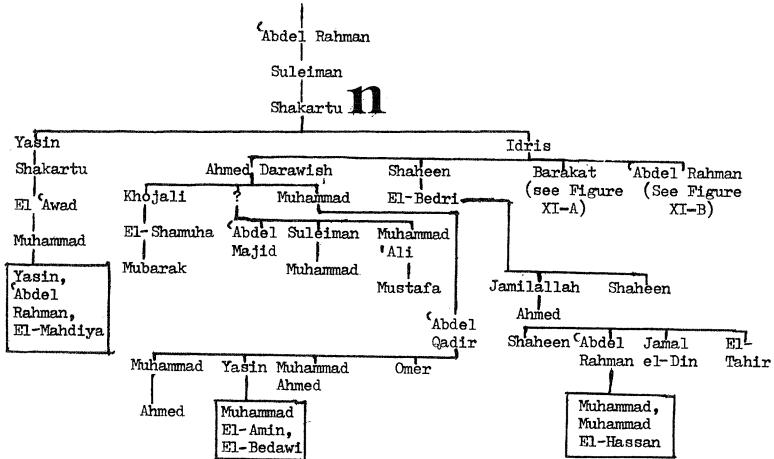 ʿAbdel Rahman
Suleiman
Shakartu n
Yasin Idris
Shakartu Ahmed Darawish Shaheen Barakat ʿAbdel Rahman
(see Figure (See Figure
XI-A) XI-B)
Khojali ? Muhammad El-Bedri
El ʿAwad
El-Shamuha ʿAbdel Suleiman Muhammad
Majid ʿAli
Muhammad
Mubarak Muhammad Mustafa
Yasin,
ʿAbdel
Rahman,
El-Mahdiya
Jamilallah Shaheen
Ahmed
ʿAbdel
Qadir
Shaheen ʿAbdel Jamal El-
Rahman el-Din Tahir
Muhammad Yasin Muhammad Omer
Ahmed
Ahmed
Muhammad
El-Amin,
El-Bedawi
Muhammad,
Muhammad
El-Hassan